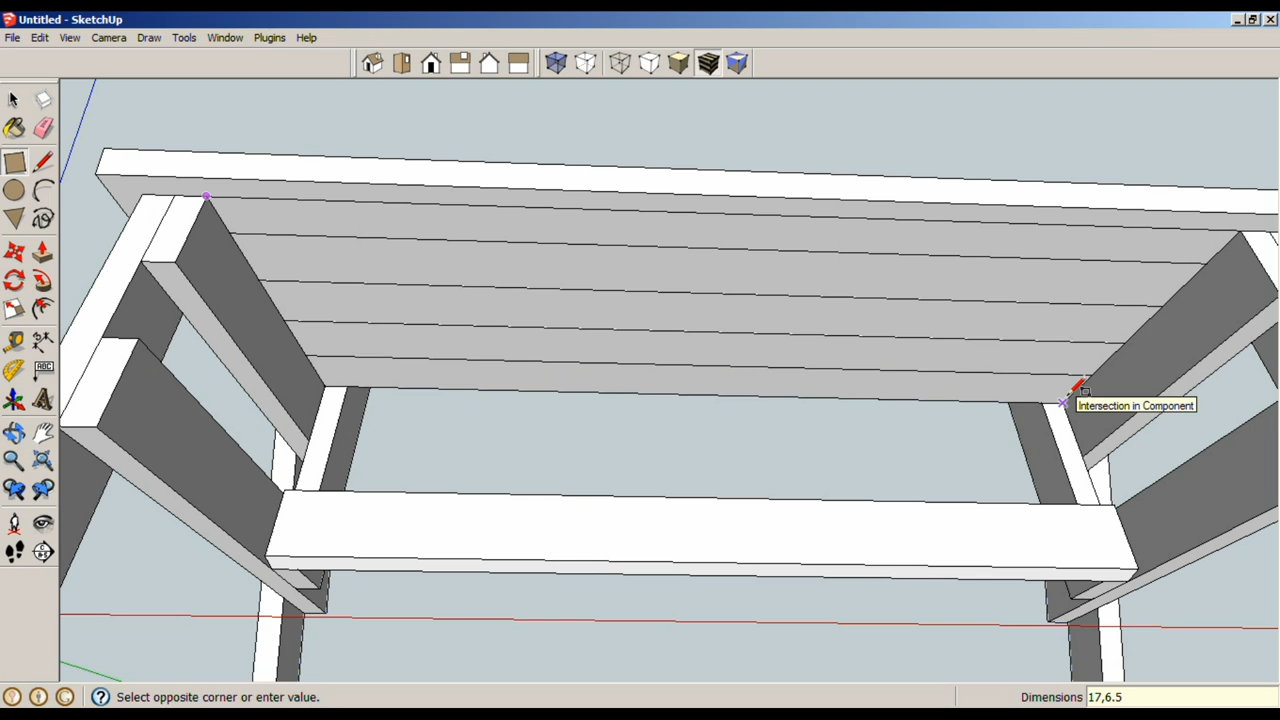 Untitled - SketchUp
File Edit View Camera Draw Tools Window Plugins Help
ABC
Intersection in Component
Select opposite corner or enter value. Dimensions 17,6.5